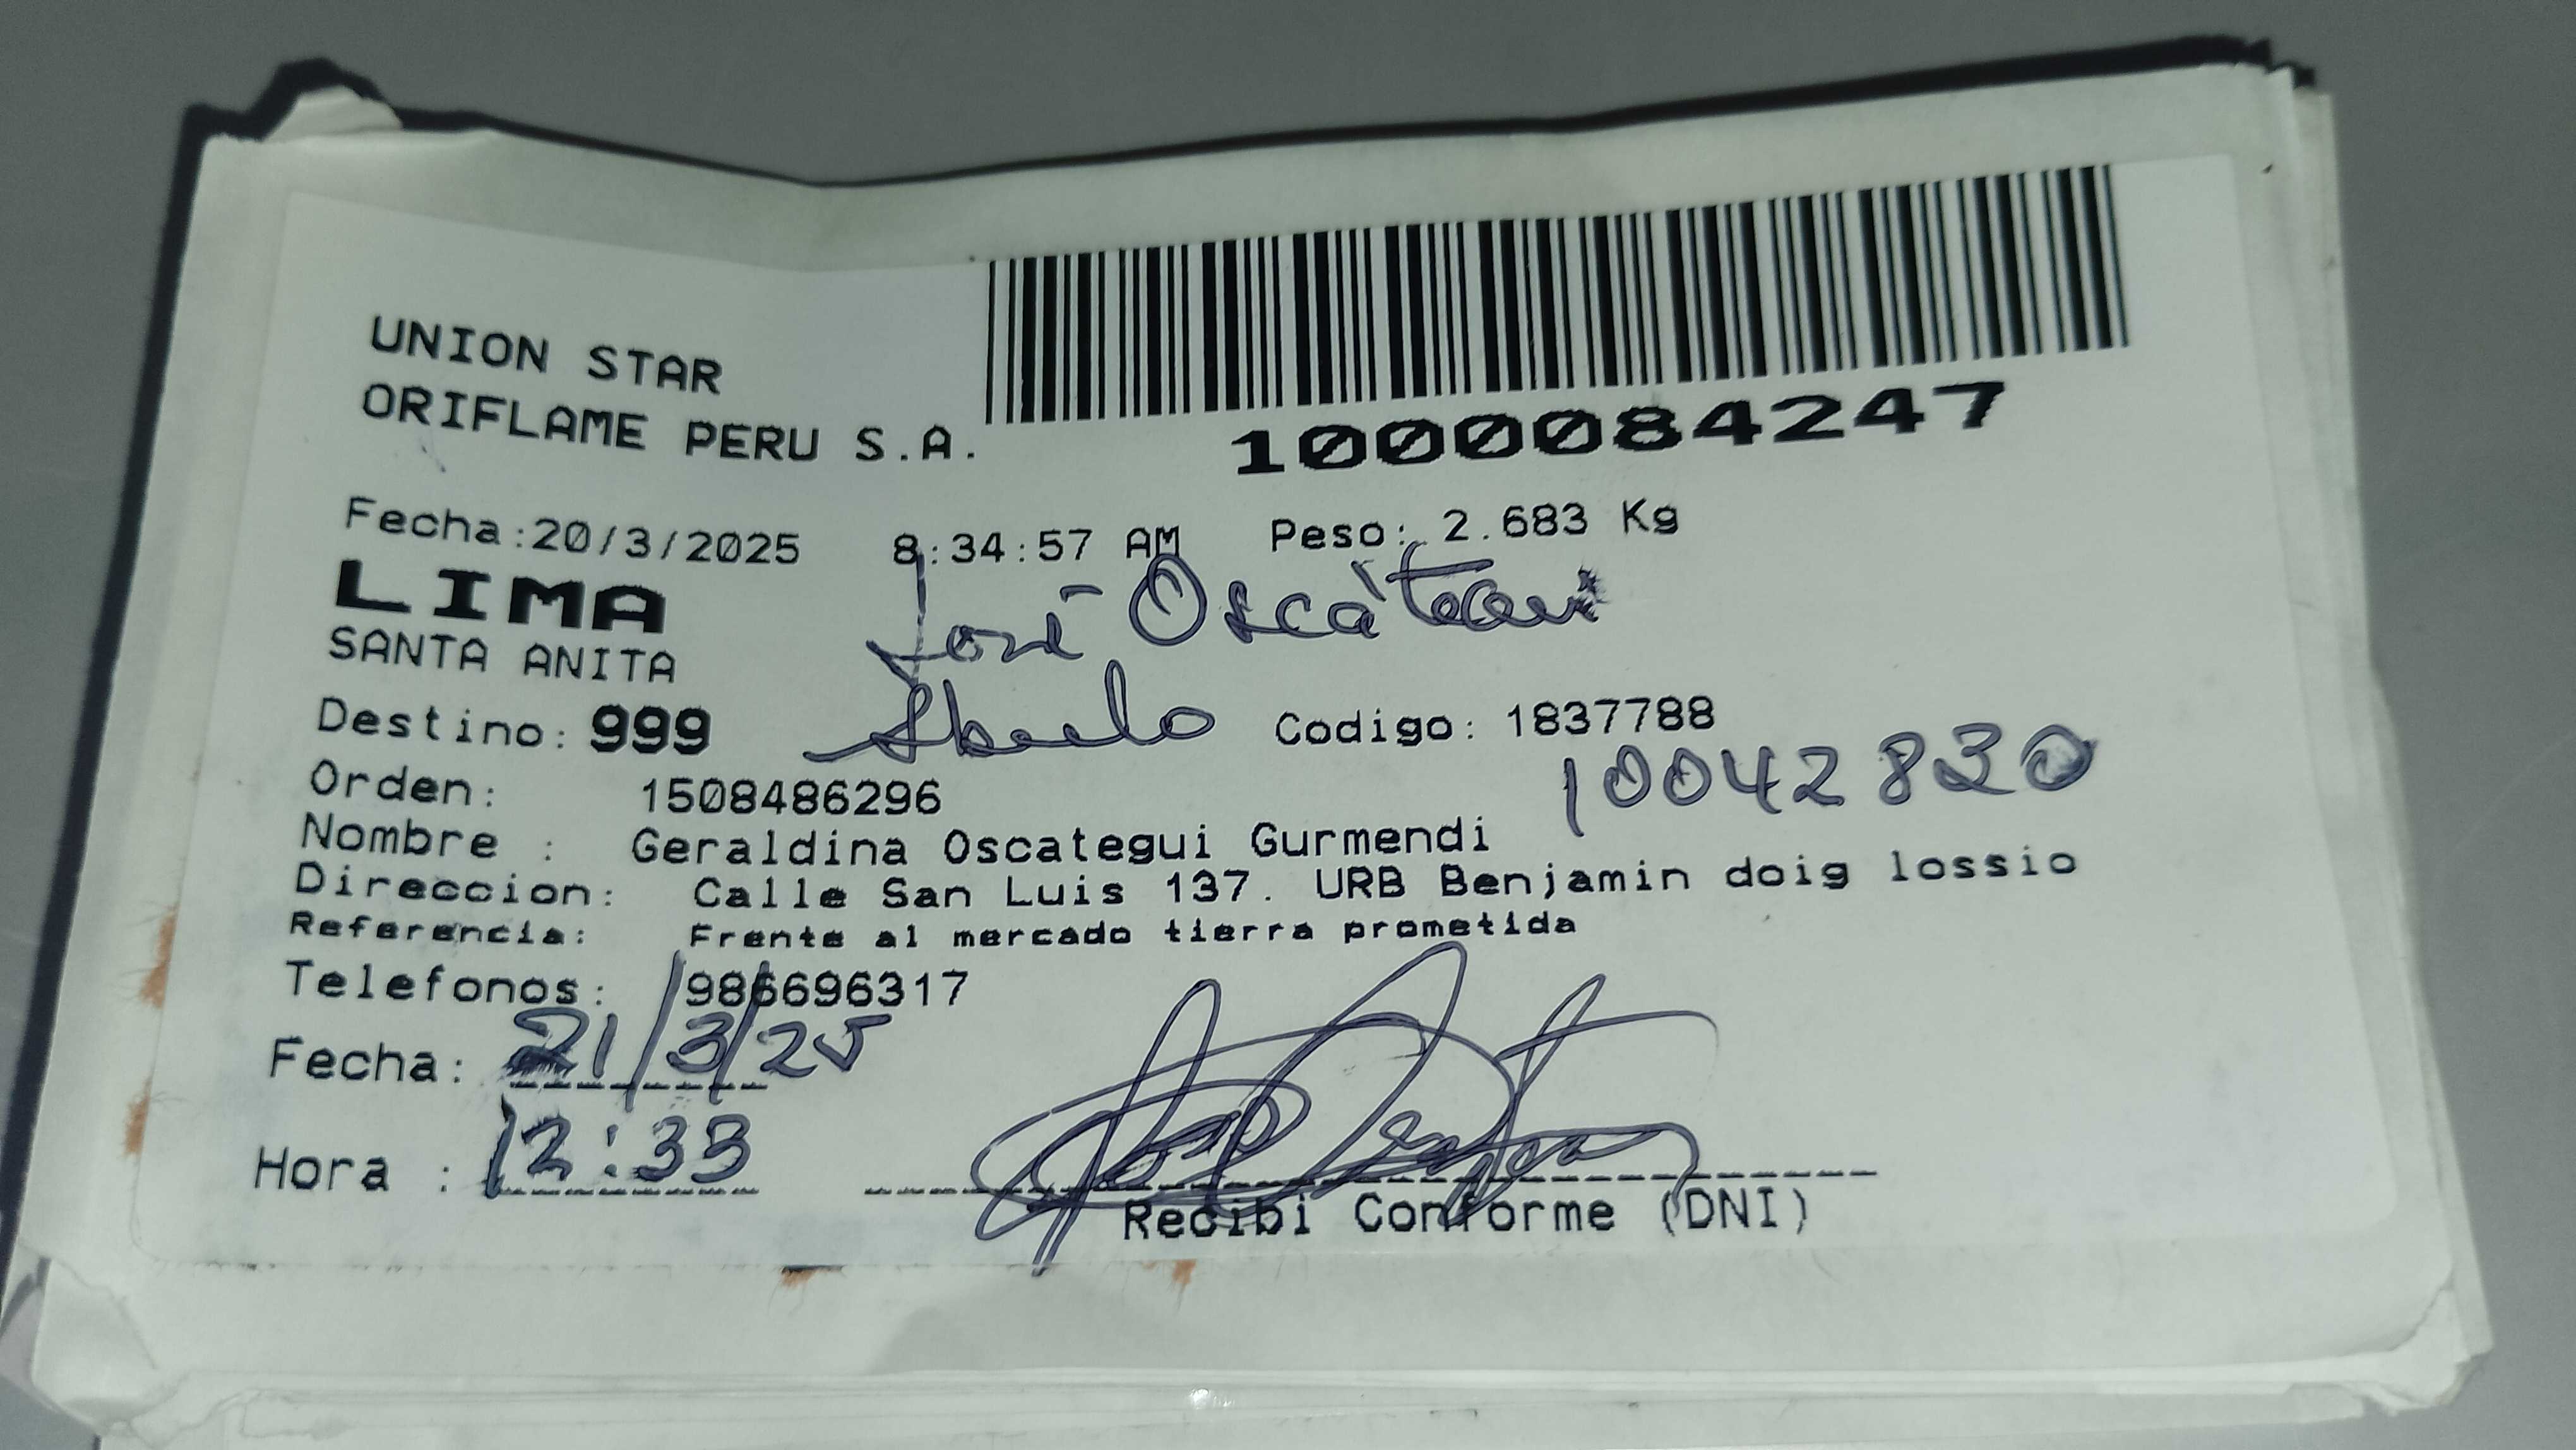 UNION STAR
ORIFLAME PERU S.A.
1000084247
Fecha:20/3/2025 8:34:57 AM Peso: 2.683 Kg
LIMA
José Oscátegui
SANTA ANITA
Destino: 999 Abuelo Codigo: 1837788
10042830
Orden: 1508486296
Nombre : Geraldina Oscategui Gurmendi
Direccion: Calle San Luis 137. URB Benjamin doig lossio
Referencia: Frente al mercado tierra prometida
Telefonos: 986696317
Fecha: 21/3/25
Hora : 12:33
Recibi Conforme (DNI)